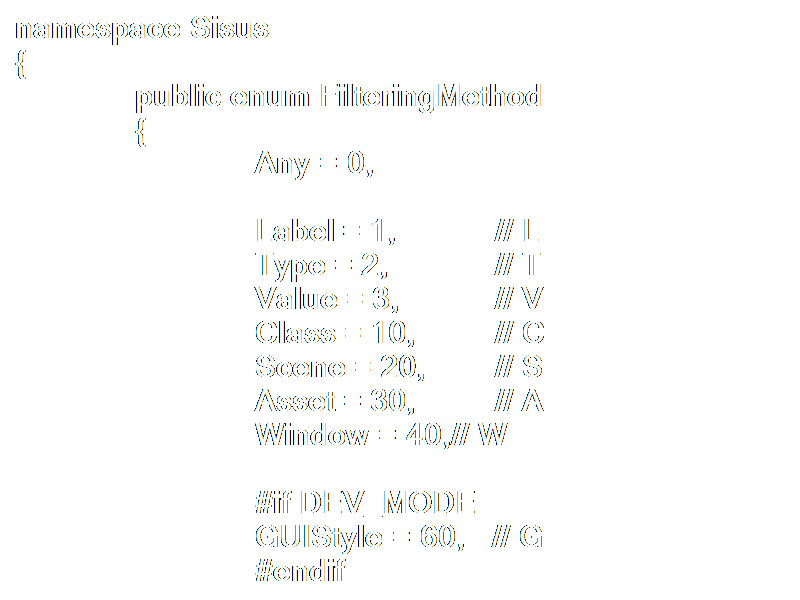 namespace Sisus
{
public enum FilteringMethod
{
Any = 0,
Label = 1, // L
Type = 2, // T
Value = 3, // V
Class = 10, // C
Scene = 20, // S
Asset = 30, // A
Window = 40,// W
#if DEV_MODE
GUIStyle = 60, // G
#endif